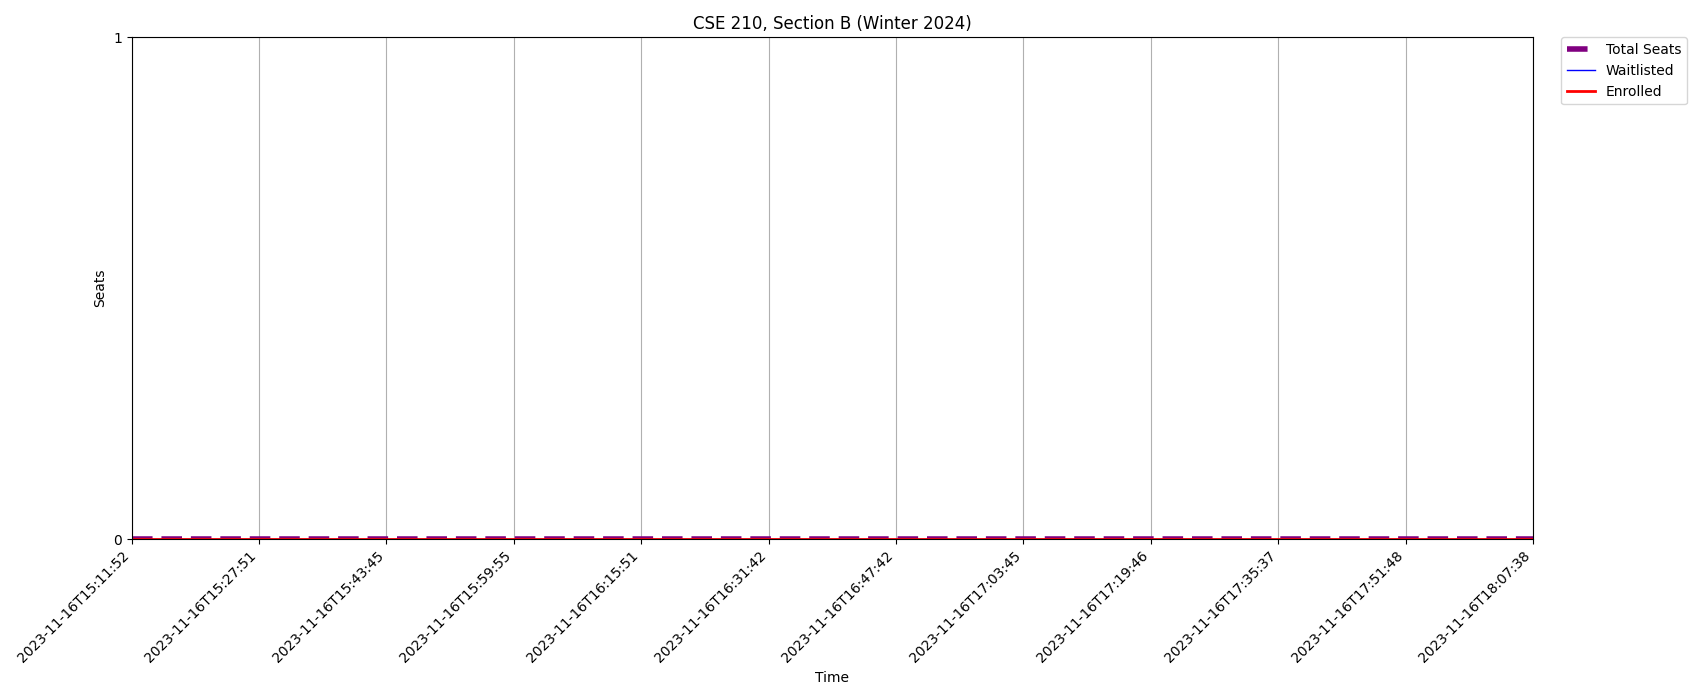 CSE 210, Section B (Winter 2024)
Total Seats
Waitlisted
Enrolled
1
0
Seats
2023-11-16T15:11:52
2023-11-16T15:27:51
2023-11-16T15:43:45
2023-11-16T15:59:55
2023-11-16T16:15:51
2023-11-16T16:31:42
2023-11-16T16:47:42
2023-11-16T17:03:45
2023-11-16T17:19:46
2023-11-16T17:35:37
2023-11-16T17:51:48
2023-11-16T18:07:38
Time